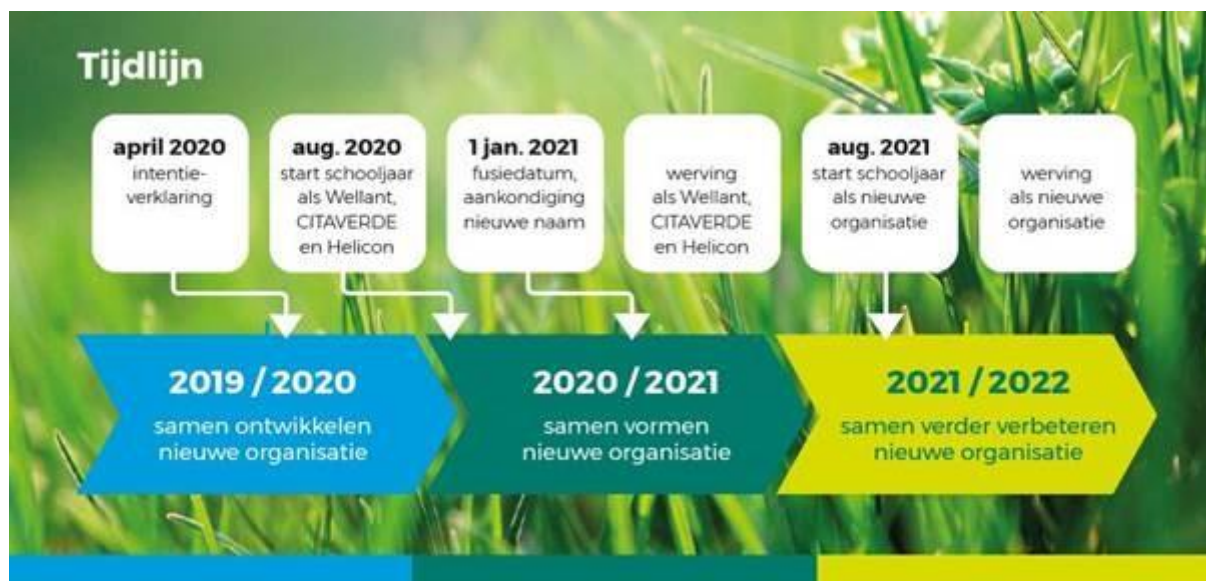 Tijdlijn
april 2020
intentie-
verklaring
aug. 2020
start schooljaar
als Wellant,
CITAVERDE
en Helicon
1 jan. 2021
fusiedatum,
aankondiging
nieuwe naam
werving
als Wellant,
CITAVERDE
en Helicon
aug. 2021
start schooljaar
als nieuwe
organisatie
werving
als nieuwe
organisatie
2019 / 2020
samen ontwikkelen
nieuwe organisatie
2020 / 2021
samen vormen
nieuwe organisatie
2021 / 2022
samen verder verbeteren
nieuwe organisatie